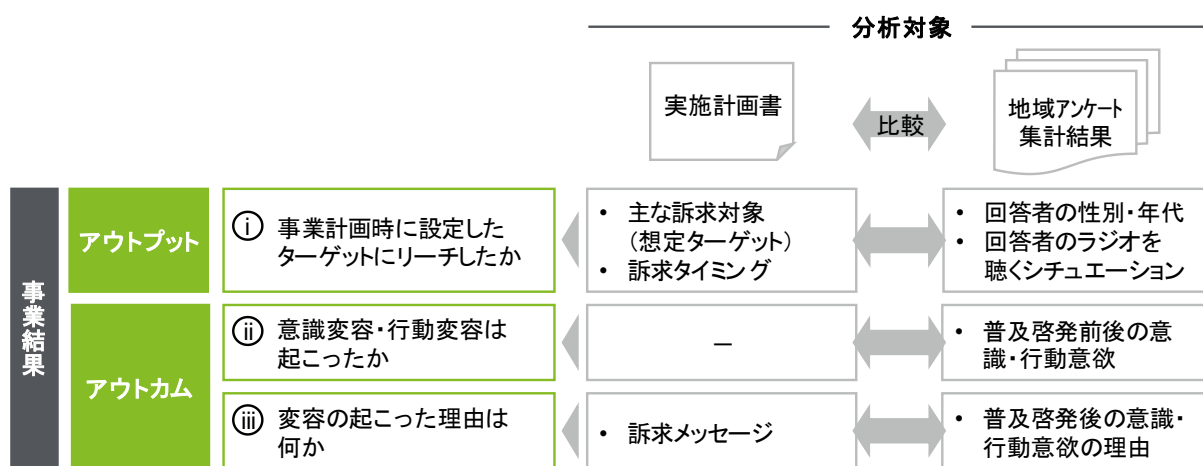 分析対象
実施計画書
比較
地域アンケート
集計結果
事業結果
アウトプット
ⓘ 事業計画時に設定した
ターゲットにリーチしたか
• 主な訴求対象
（想定ターゲット）
• 訴求タイミング
• 回答者の性別・年代
• 回答者のラジオを
聴くシチュエーション
アウトカム
ⅱ 意識変容・行動変容は
起こったか
－
• 普及啓発前後の意
識・行動意欲
ⅲ 変容の起こった理由は
何か
• 訴求メッセージ
• 普及啓発後の意識・
行動意欲の理由